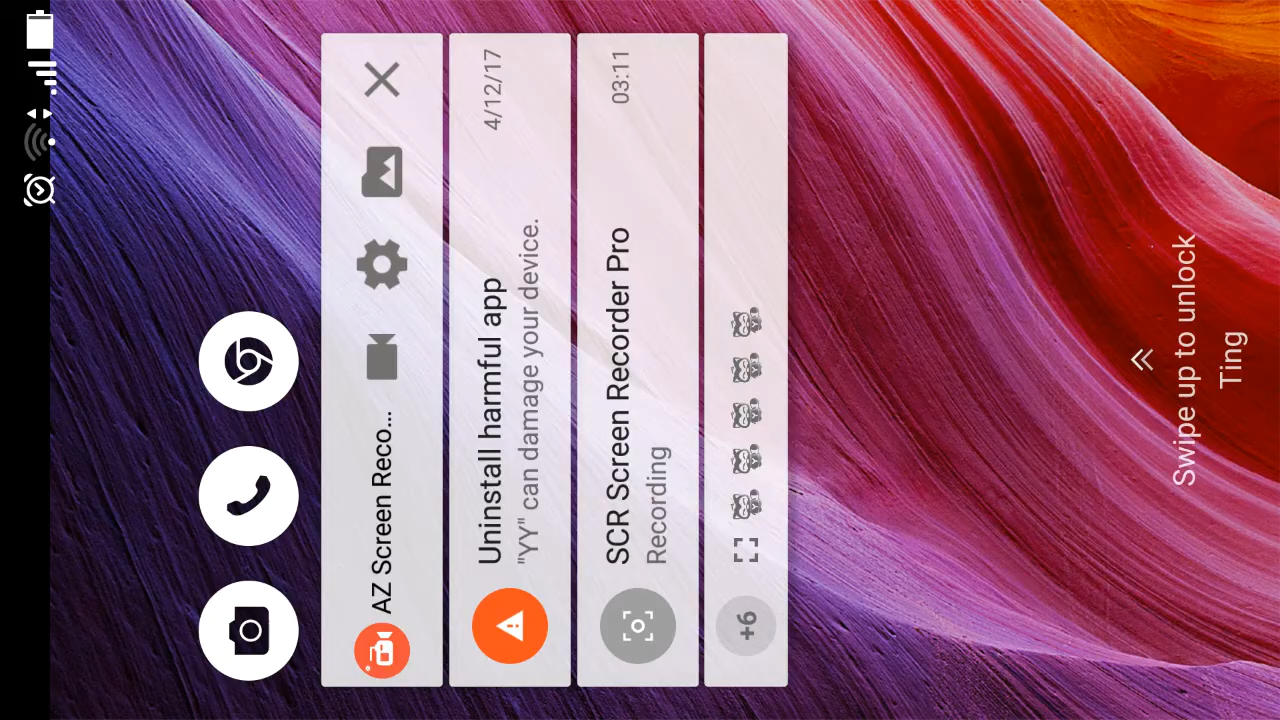 AZ Screen Reco...
Uninstall harmful app
4/12/17
"YY" can damage your device.
SCR Screen Recorder Pro
03:11
Recording
+6
Swipe up to unlock
Ting